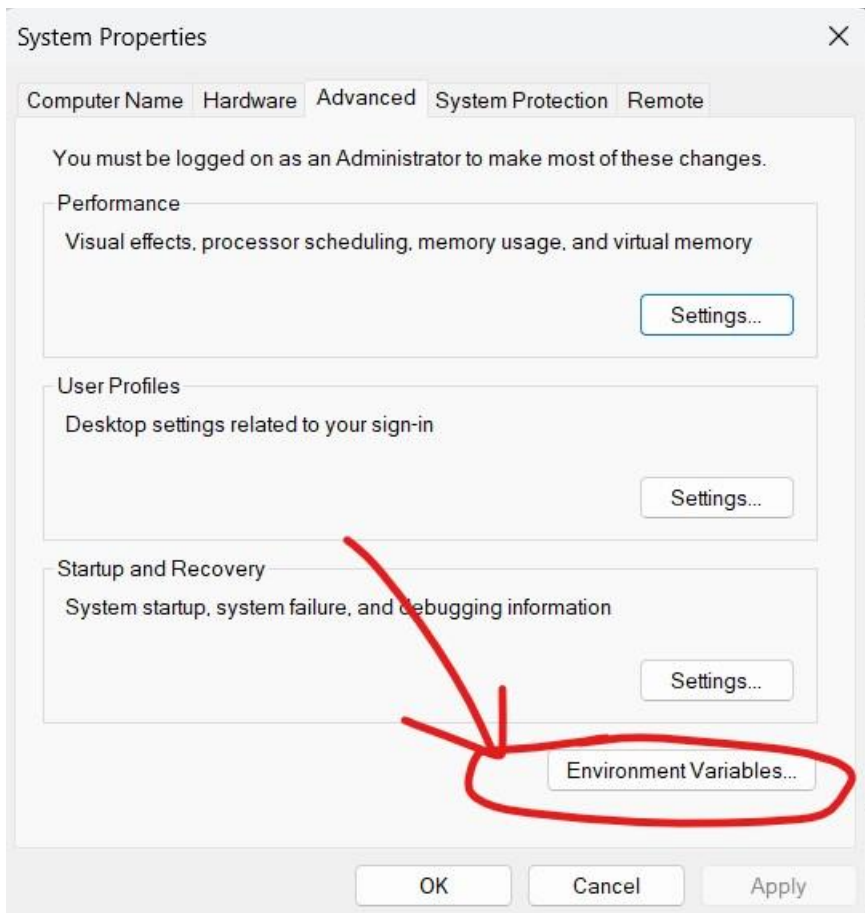 System Properties
Computer Name Hardware Advanced System Protection Remote
You must be logged on as an Administrator to make most of these changes.
Performance
Visual effects, processor scheduling, memory usage, and virtual memory
Settings...
User Profiles
Desktop settings related to your sign-in
Settings...
Startup and Recovery
System startup, system failure, and debugging information
Settings...
Environment Variables...
OK Cancel Apply